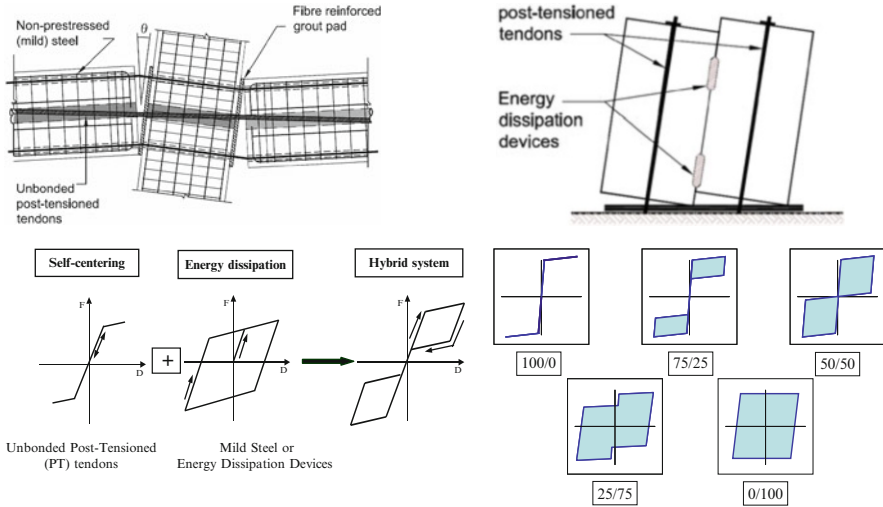 Non-prestressed
(mild) steel
θ
Fibre reinforced
grout pad
Unbonded
post-tensioned
tendons
post-tensioned
tendons
Energy
dissipation
devices
Self-centering
Energy dissipation
Hybrid system
F
D
+
F
D
F
D
Unbonded Post-Tensioned
(PT) tendons
Mild Steel or
Energy Dissipation Devices
100/0
75/25
50/50
25/75
0/100